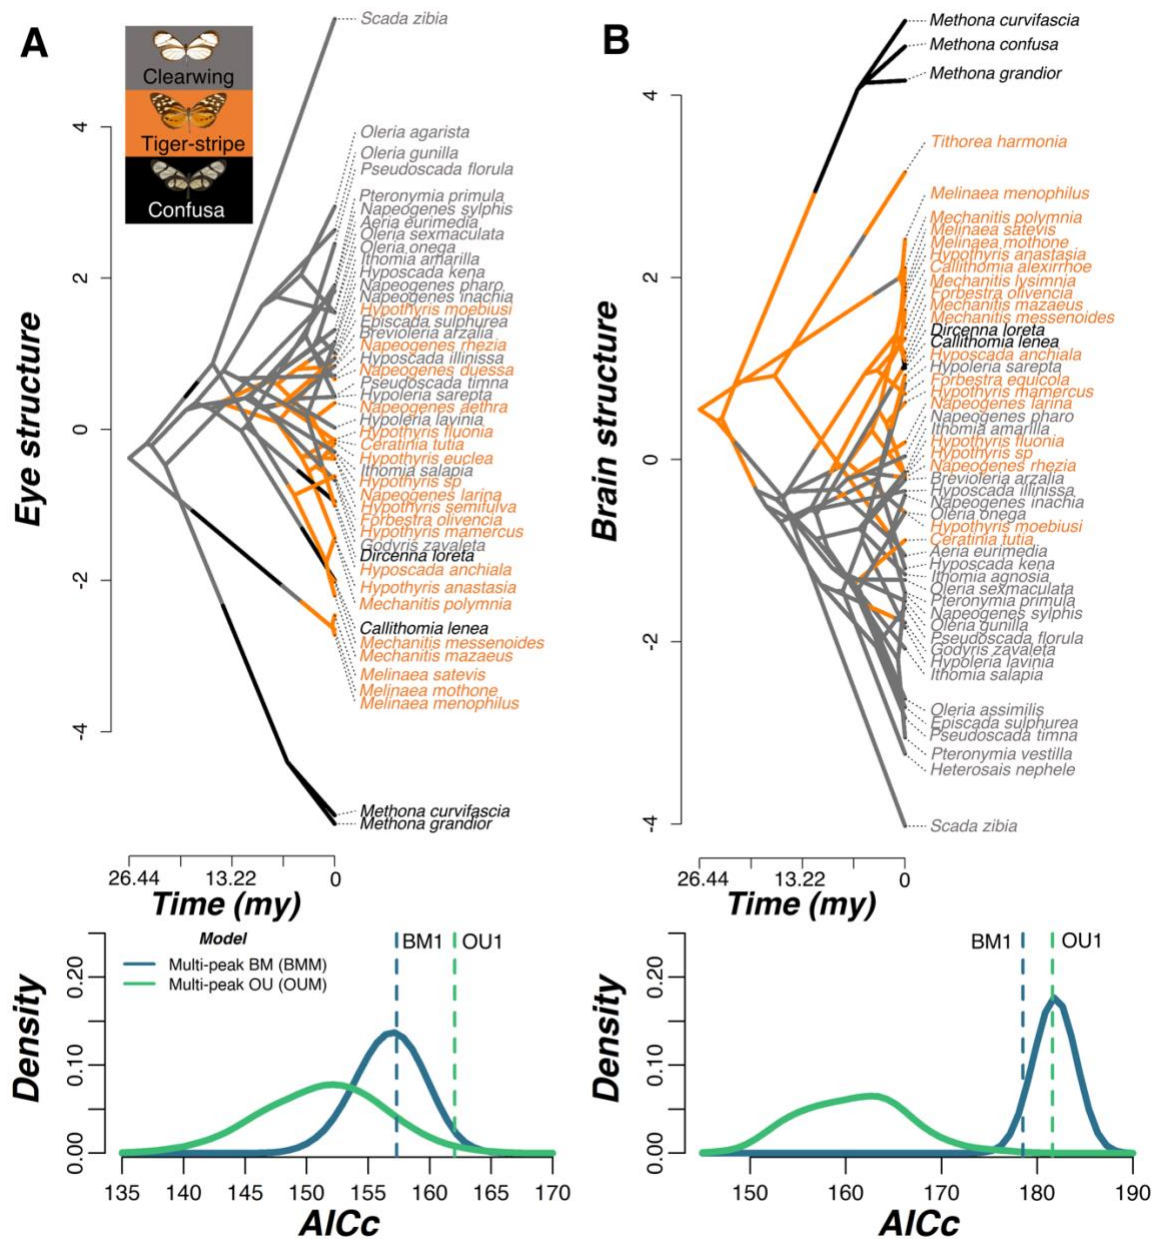 A
Clearwing
Tiger-stripe
Confusa
Eye structure
4
2
0
-2
-4
Scada zibia
Oleria agarista
Oleria gunilla
Pseudoscada florula
Pteronymia primula
Napeogenes sylphis
Aeria eurimedia
Oleria sexmaculata
Oleria onega
Ithomia amarilla
Hyposcada kena
Napeogenes pharo
Napeogenes inachia
Hypothyris moebiusi
Episcada sulphurea
Brevioleria arzalia
Napeogenes rhezia
Hyposcada illinissa
Napeogenes duessa
Pseudoscada timna
Hypoleria sarepta
Napeogenes aethra
Hypoleria lavinia
Hypothyris fluonia
Ceratinia tutia
Hypothyris euclea
Ithomia salapia
Hypothyris sp
Napeogenes larina
Hypothyris semifulva
Forbestra olivencia
Hypothyris mamercus
Godyris zavaleta
Dircenna loreta
Hyposcada anchiala
Hypothyris anastasia
Mechanitis polymnia
Callithomia lenea
Mechanitis messenoides
Mechanitis mazaeus
Melinaea satevis
Melinaea mothone
Melinaea menophilus
Methona curvifascia
Methona grandior
26.44 13.22 0
Time (my)
B
Brain structure
4
2
0
-2
-4
Methona curvifascia
Methona confusa
Methona grandior
Tithorea harmonia
Melinaea menophilus
Mechanitis polymnia
Melinaea satevis
Melinaea mothone
Hypothyris anastasia
Callithomia alexirrhoe
Mechanitis lysimnia
Forbestra olivencia
Mechanitis mazaeus
Mechanitis messenoides
Dircenna loreta
Callithomia lenea
Hyposcada anchiala
Hypoleria sarepta
Forbestra equicola
Hypothyris mamercus
Napeogenes larina
Napeogenes pharo
Ithomia amarilla
Hypothyris fluonia
Hypothyris sp
Napeogenes rhezia
Brevioleria arzalia
Hyposcada illinissa
Napeogenes inachia
Oleria onega
Hypothyris moebiusi
Ceratinia tutia
Aeria eurimedia
Hyposcada kena
Ithomia agnosia
Oleria sexmaculata
Pteronymia primula
Napeogenes sylphis
Oleria gunilla
Pseudoscada florula
Godyris zavaleta
Hypoleria lavinia
Ithomia salapia
Oleria assimilis
Episcada sulphurea
Pseudoscada timna
Pteronymia vestilla
Heterosais nephele
Scada zibia
26.44 13.22 0
Time (my)
Density
0.20
0.10
0.00
Model
Multi-peak BM (BMM)
Multi-peak OU (OUM)
BM1 OU1
135 140 145 150 155 160 165 170
AICc
Density
0.20
0.10
0.00
BM1 OU1
150 160 170 180 190
AICc